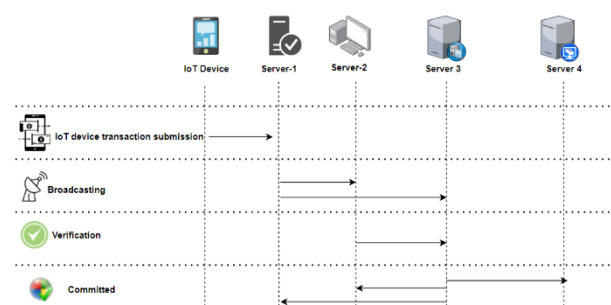 IoT Device
Server-1
Server-2
Server 3
Server 4
IoT device transaction submission
Broadcasting
Verification
Committed